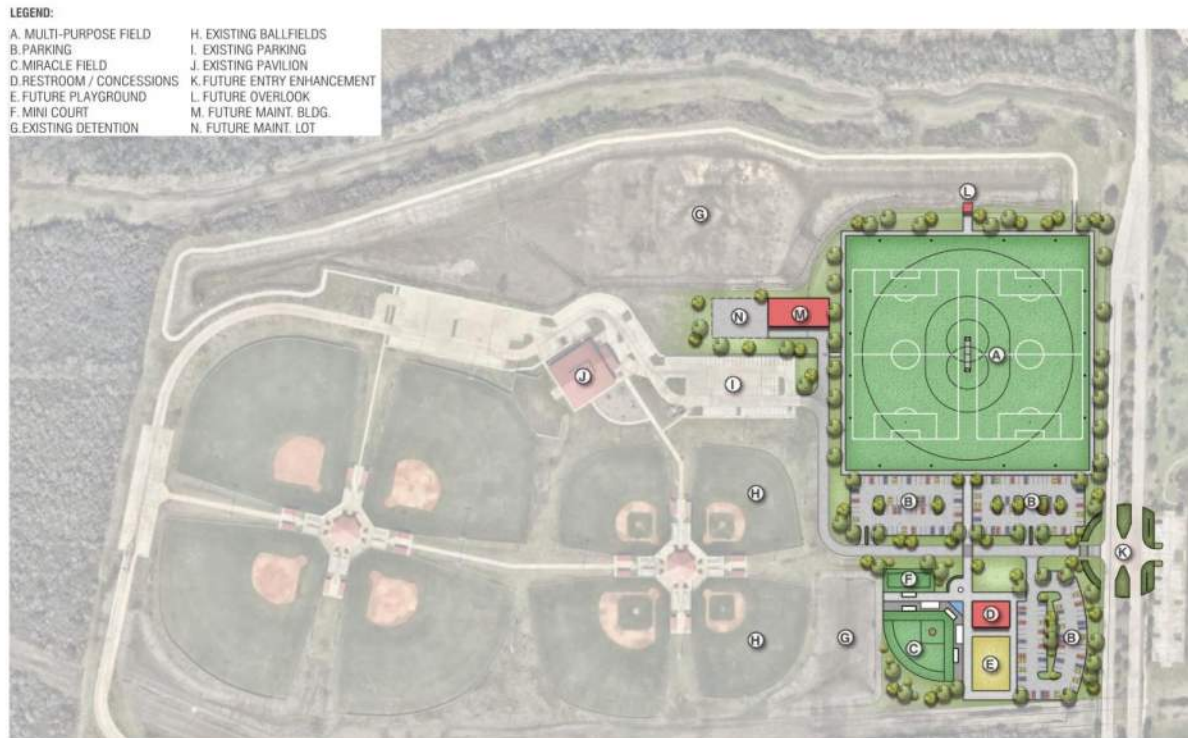 LEGEND:
A. MULTI-PURPOSE FIELD
B.PARKING
C.MIRACLE FIELD
D.RESTROOM / CONCESSIONS
E. FUTURE PLAYGROUND
F. MINI COURT
G.EXISTING DETENTION
H. EXISTING BALLFIELDS
I. EXISTING PARKING
J. EXISTING PAVILION
K.FUTURE ENTRY ENHANCEMENT
L. FUTURE OVERLOOK
M. FUTURE MAINT. BLDG.
N. FUTURE MAINT. LOT
L
G
N
M
A
J
I
H
B
B
K
F
D
H
G
C
E
B